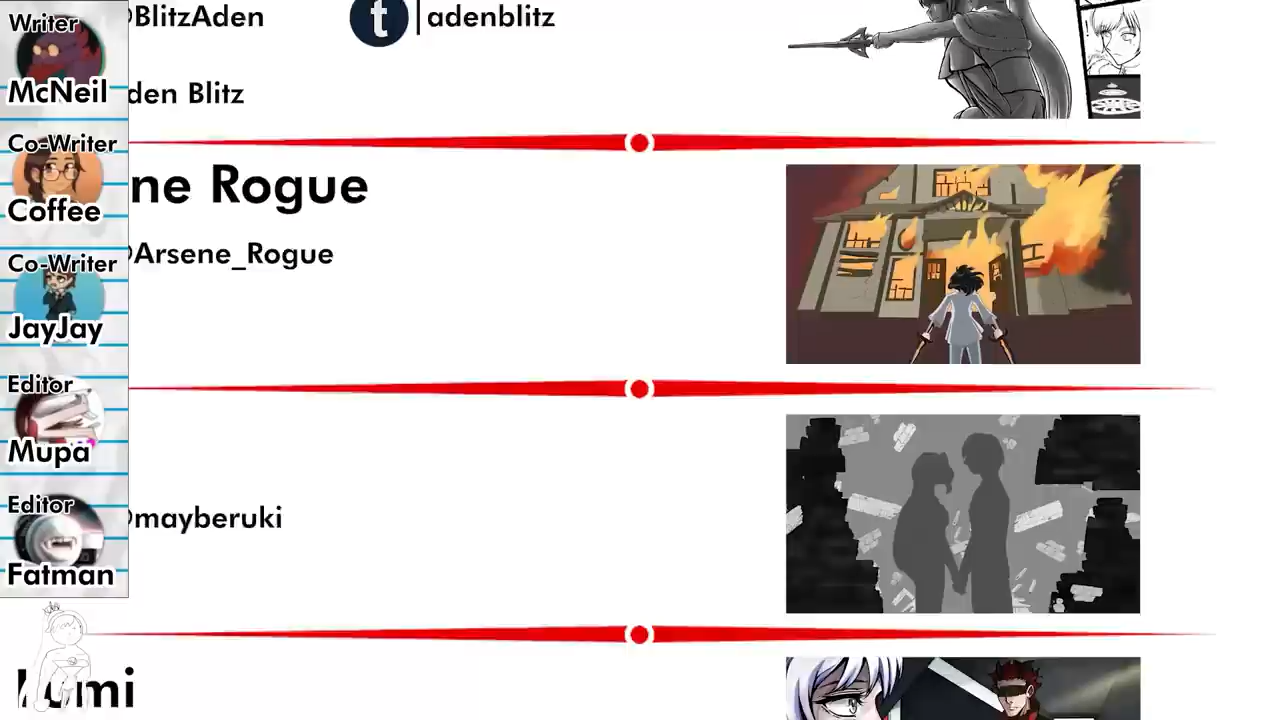 Writer
McNeil
Co-Writer
Coffee
Co-Writer
JayJay
Editor
Mupa
Editor
Fatman
@BlitzAden
t | adenblitz
den Blitz
ne Rogue
@Arsene_Rogue
@mayberuki
Lumi